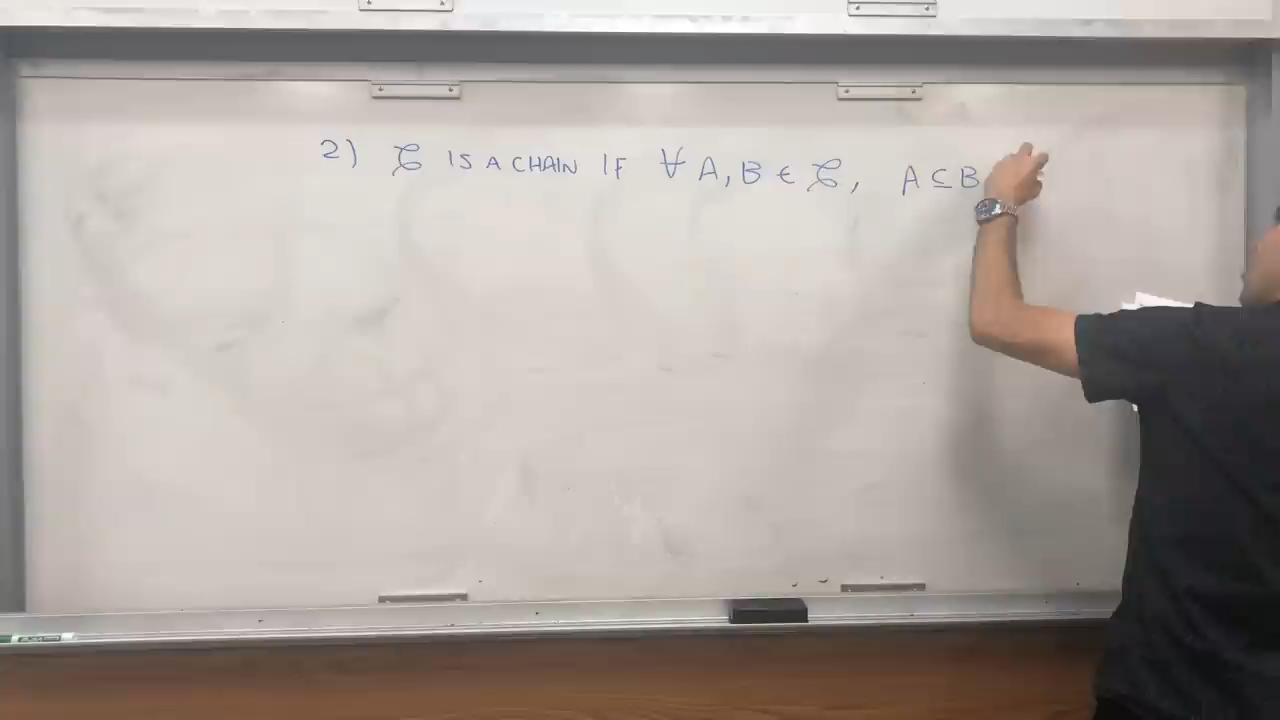 2) 𝒞 IS A CHAIN IF ∀ A, B ∈ 𝒞, A ⊆ B